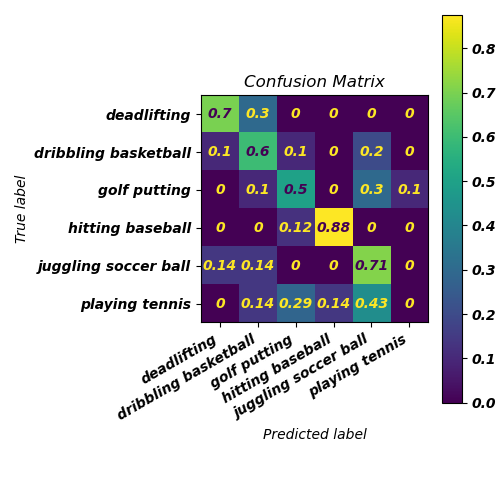 Confusion Matrix
True label
deadlifting 0.7 0.3 0 0 0 0
dribbling basketball 0.1 0.6 0.1 0 0.2 0
golf putting 0 0.1 0.5 0 0.3 0.1
hitting baseball 0 0 0.12 0.88 0 0
juggling soccer ball 0.14 0.14 0 0 0.71 0
playing tennis 0 0.14 0.29 0.14 0.43 0
deadlifting
dribbling basketball
golf putting
hitting baseball
juggling soccer ball
playing tennis
Predicted label
0.8
0.7
0.6
0.5
0.4
0.3
0.2
0.1
0.0